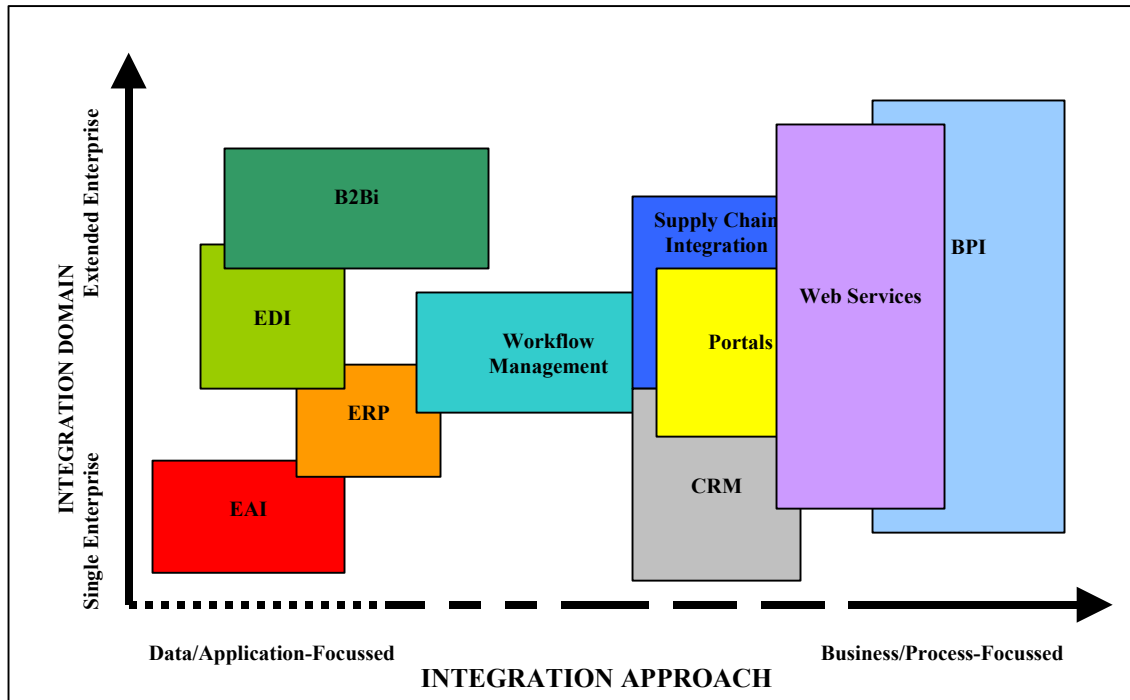 INTEGRATION DOMAIN
Extended Enterprise
Single Enterprise
B2Bi
Supply Chain
Integration
BPI
Web Services
EDI
Workflow
Management
Portals
ERP
CRM
EAI
Data/Application-Focussed
Business/Process-Focussed
INTEGRATION APPROACH